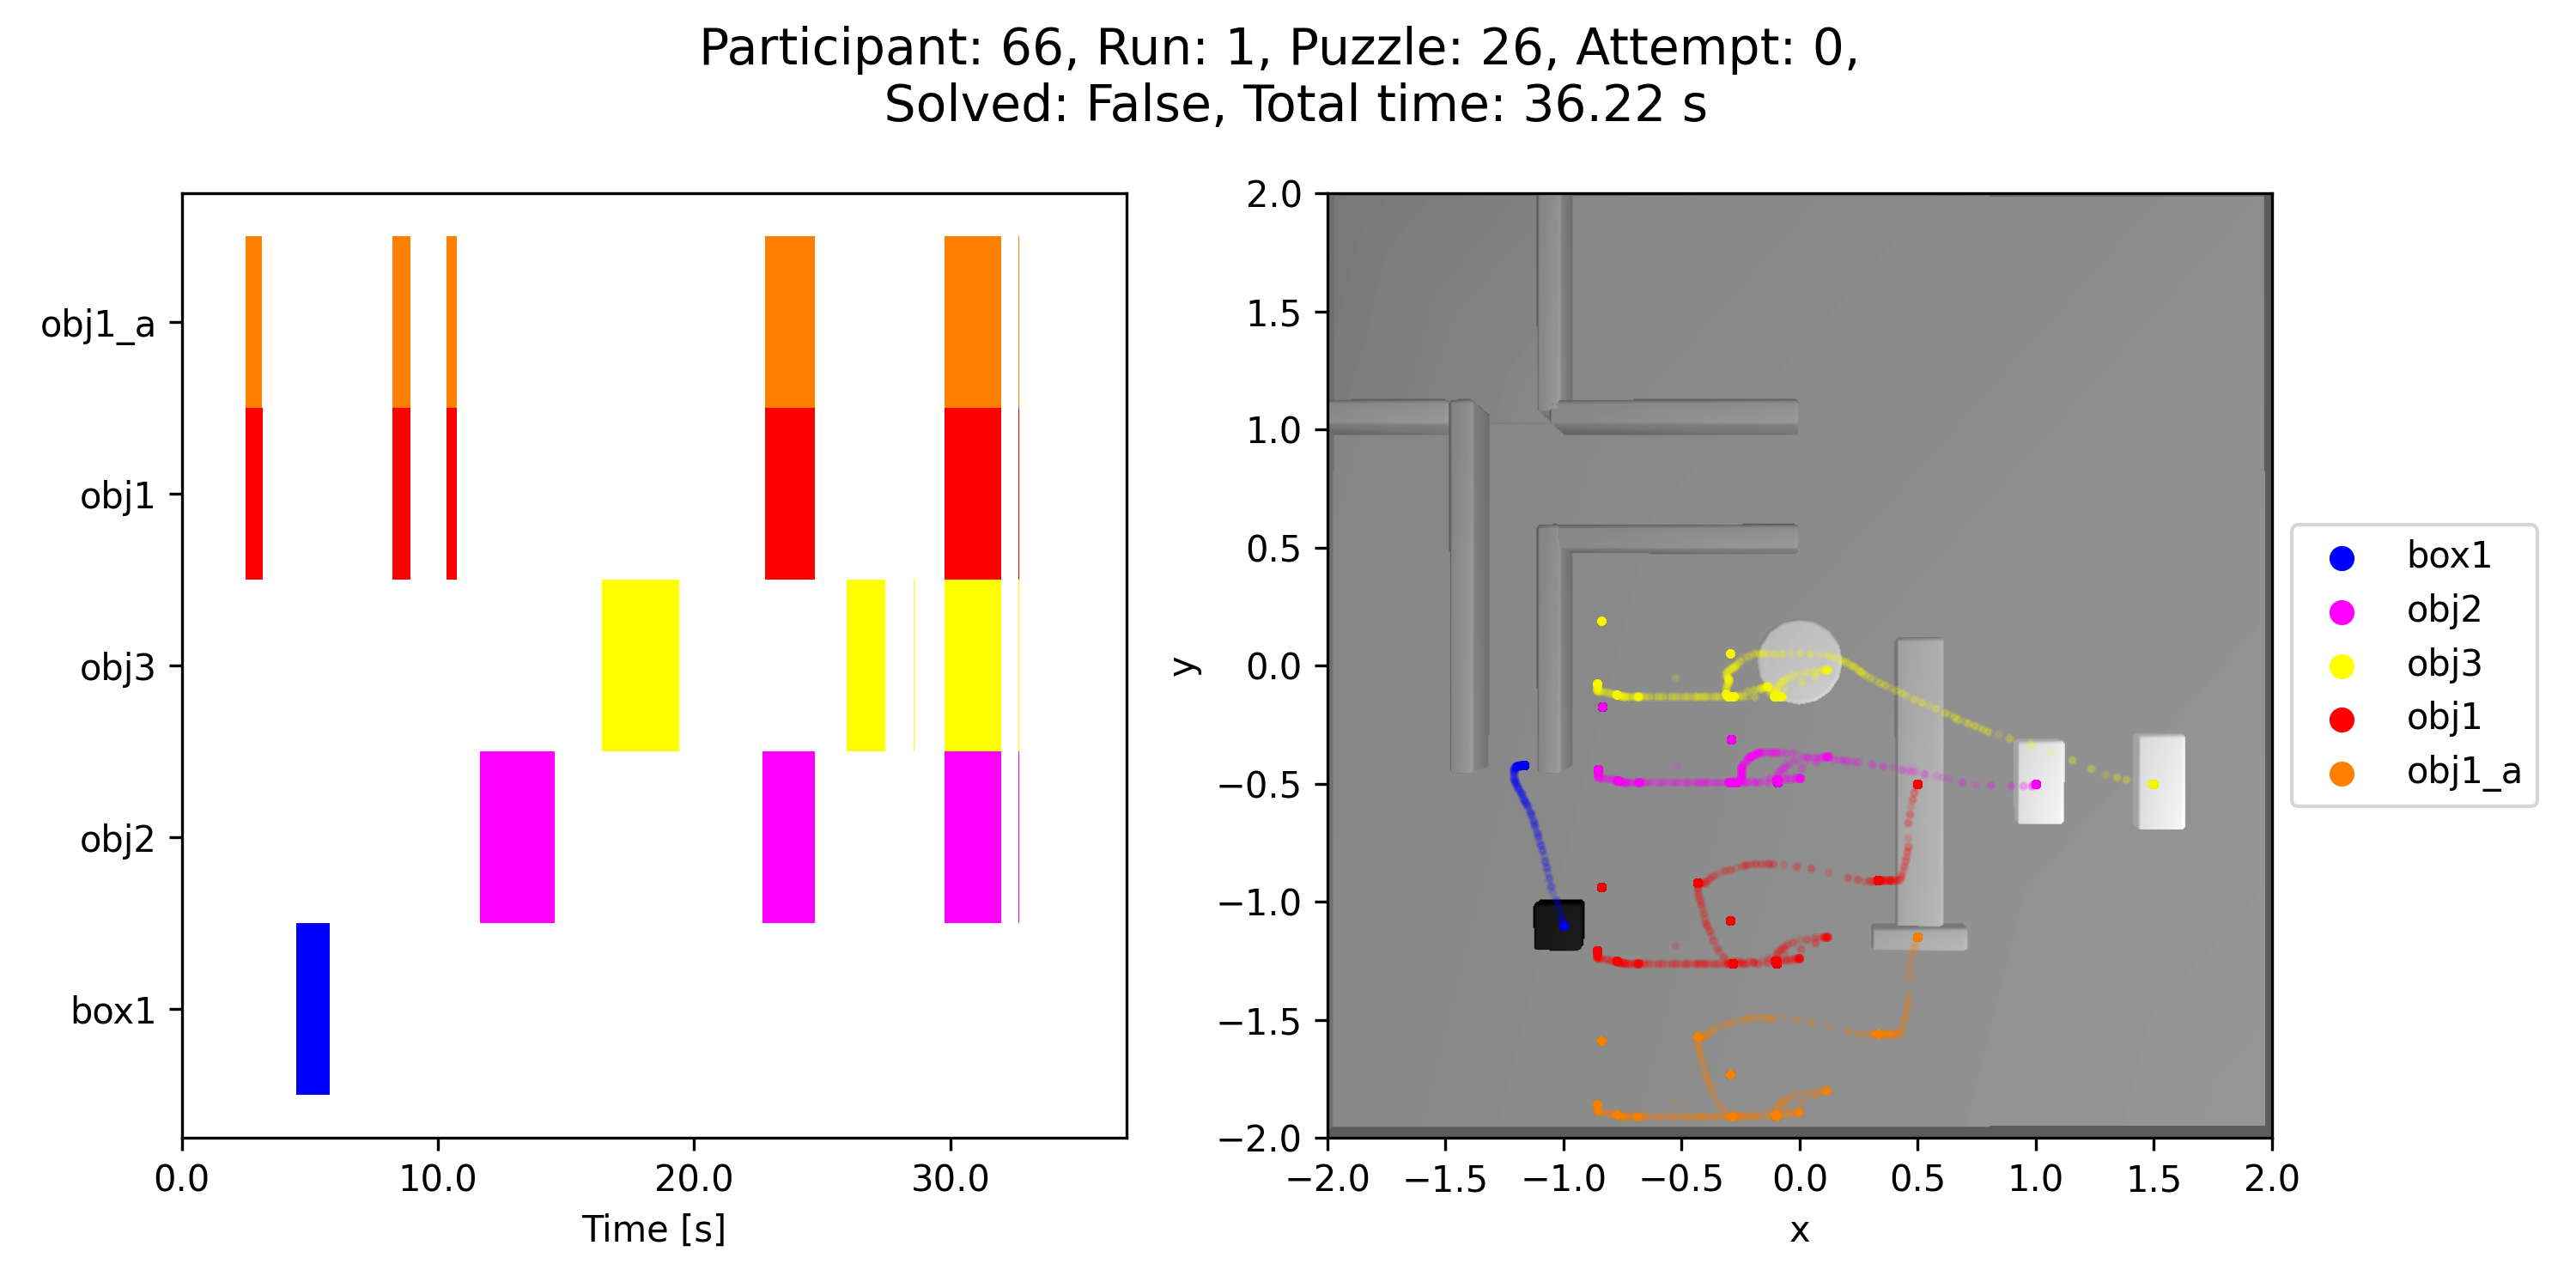 Participant: 66, Run: 1, Puzzle: 26, Attempt: 0,
Solved: False, Total time: 36.22 s
obj1_a
obj1
obj3
obj2
box1
0.0 10.0 20.0 30.0
Time [s]
2.0
1.5
1.0
0.5
0.0
−0.5
−1.0
−1.5
−2.0
y
−2.0 −1.5 −1.0 −0.5 0.0 0.5 1.0 1.5 2.0
x
box1
obj2
obj3
obj1
obj1_a